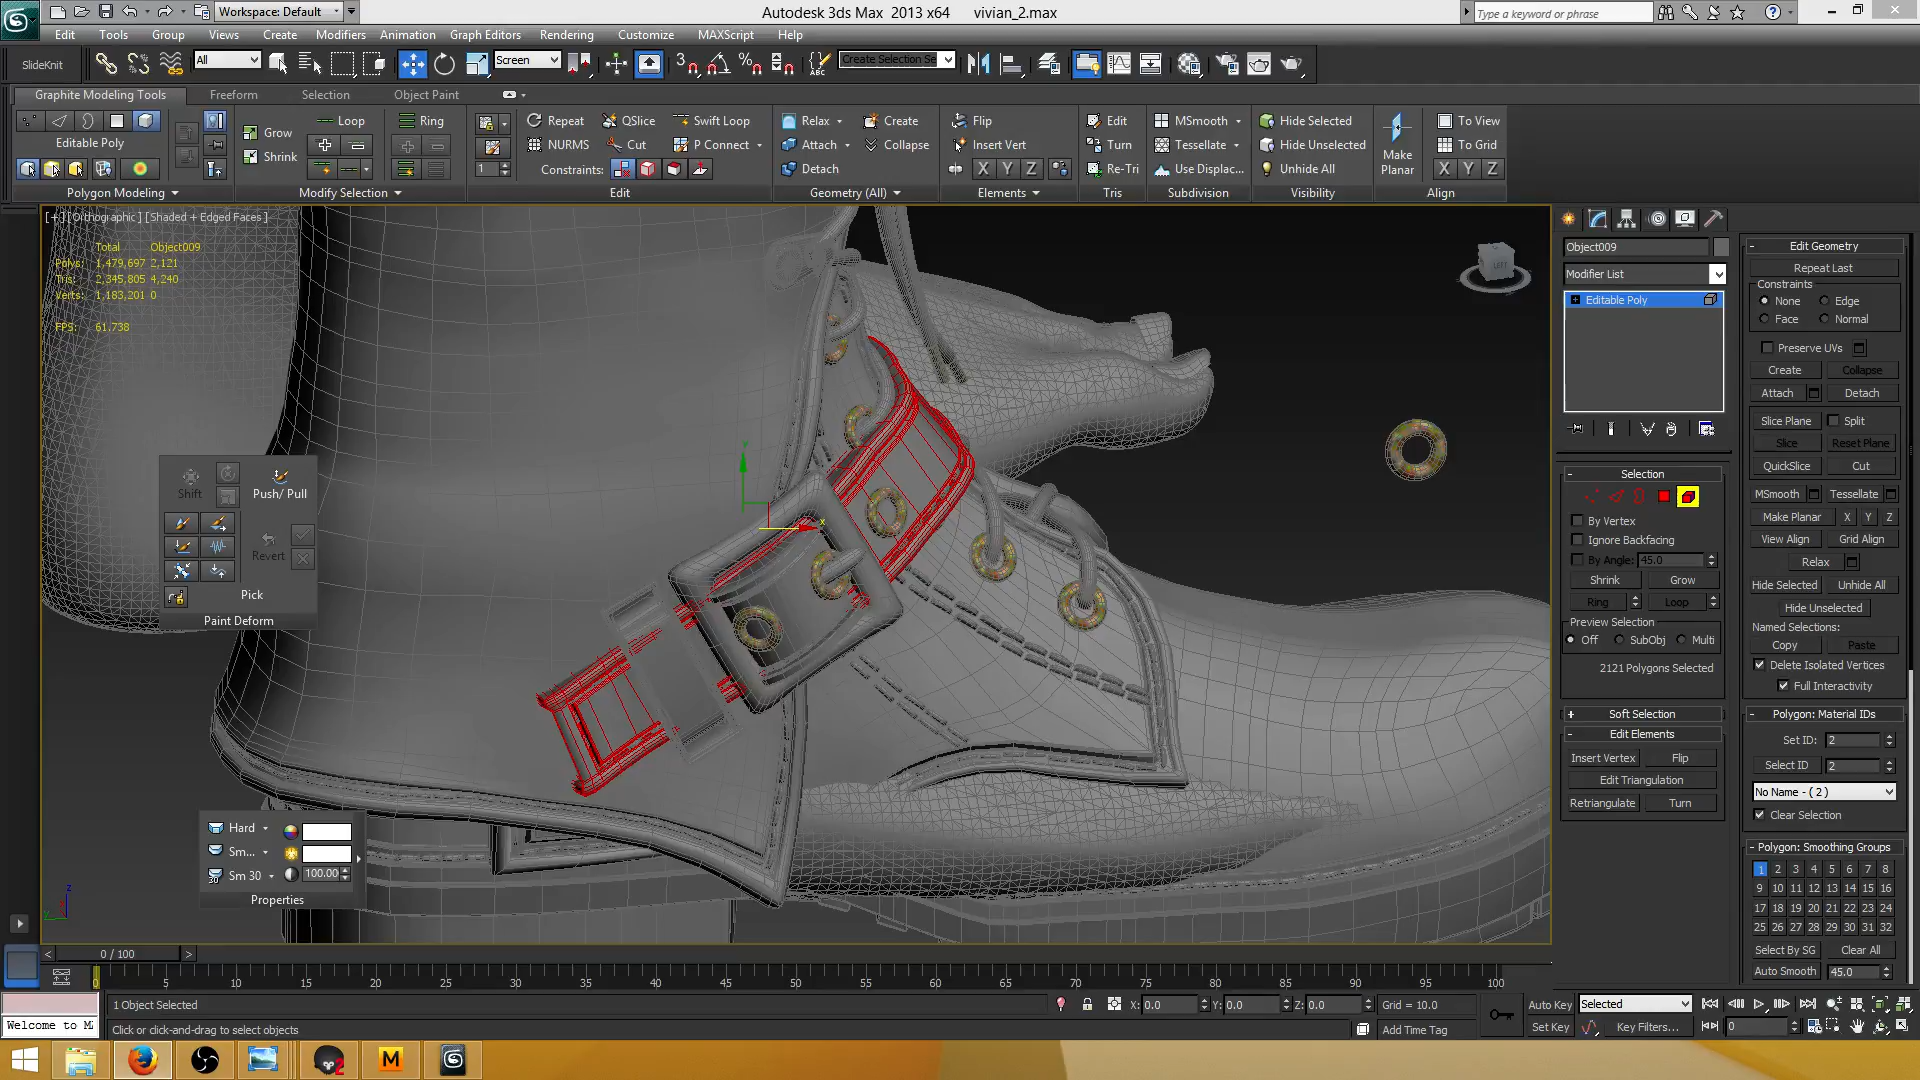 Workspace: Default
Autodesk 3ds Max 2013 x64 vivian_2.max
Type a keyword or phrase
Edit Tools Group Views Create Modifiers Animation Graph Editors Rendering Customize MAXScript Help
SlideKnit All Screen Create Selection Se
Graphite Modeling Tools Freeform Selection Object Paint
Grow Loop Ring Repeat QSlice Swift Loop Relax Create Flip Edit MSmooth Hide Selected To View
Edit Poly Cut NURMS P Connect Attach Collapse Insert Vert Turn Tessellate Hide Unselected Make Planar To Grid
Shrink 1 Constraints: Detach X Y Z Re-Tri Use Displac... Unhide All X Y Z
Polygon Modeling Modify Selection Edit Geometry (All) Elements Tris Subdivision Visibility Align
[+] [Orthographic] [Shaded + Edged Faces]
Total Object009
Polys: 1,479,697 2,121
Tris: 2,345,805 4,240
Verts: 1,183,201 0
FPS: 61.738
Shift Push/ Pull
Revert
Pick
Paint Deform
Hard
Sm...
Sm 30 100.00
Properties
LEFT
Object009
Modifier List
Editable Poly
Selection
By Vertex
Ignore Backfacing
By Angle: 45.0
Shrink Grow
Ring Loop
Preview Selection
Off SubObj Multi
2121 Polygons Selected
Soft Selection
Edit Elements
Insert Vertex Flip
Edit Triangulation
Retriangulate Turn
Edit Geometry
Repeat Last
Constraints
None Edge
Face Normal
Preserve UVs
Create Collapse
Attach Detach
Slice Plane Split
Slice Reset Plane
QuickSlice Cut
MSmooth Tessellate
Make Planar X Y Z
View Align Grid Align
Relax
Hide Selected Unhide All
Hide Unselected
Named Selections:
Copy Paste
Delete Isolated Vertices
Full Interactivity
Polygon: Material IDs
Set ID: 2
Select ID 2
No Name - ( 2 )
Clear Selection
Polygon: Smoothing Groups
1 2 3 4 5 6 7 8
9 10 11 12 13 14 15 16
17 18 19 20 21 22 23 24
25 26 27 28 29 30 31 32
Select By SG Clear All
Auto Smooth 45.0
0 / 100
0 5 10 15 20 25 30 35 40 45 50 55 60 65 70 75 80 85 90 95 100
1 Object Selected X: 0.0 Y: 0.0 Z: 0.0 Grid = 10.0 Auto Key Selected
Welcome to M Click or click-and-drag to select objects Add Time Tag Set Key Key Filters... 0